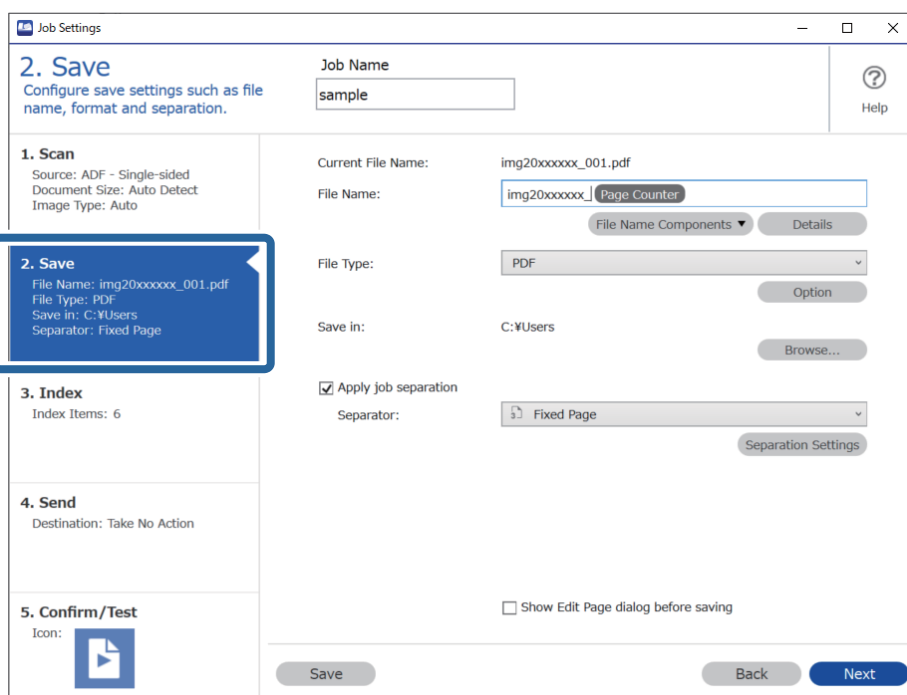 Job Settings
2. Save
Configure save settings such as file
name, format and separation.
Job Name
sample
?
Help
1. Scan
Source: ADF - Single-sided
Document Size: Auto Detect
Image Type: Auto
2. Save
File Name: img20xxxxxx_001.pdf
File Type: PDF
Save in: C:¥Users
Separator: Fixed Page
3. Index
Index Items: 6
4. Send
Destination: Take No Action
5. Confirm/Test
Icon:
Current File Name: img20xxxxxx_001.pdf
File Name: img20xxxxxx_ Page Counter
File Name Components ▼ Details
File Type: PDF
Option
Save in: C:¥Users
Browse...
Apply job separation
Separator: 3 Fixed Page
Separation Settings
Show Edit Page dialog before saving
Save Back Next